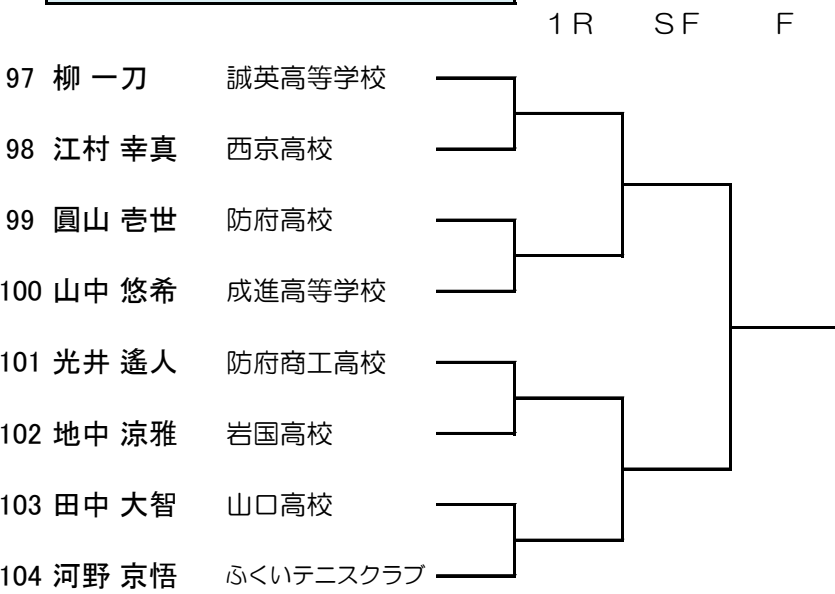 １Ｒ ＳＦ Ｆ
97 柳 一刀 誠英高等学校
98 江村 幸真 西京高校
99 圓山 壱世 防府高校
100 山中 悠希 成進高等学校
101 光井 遙人 防府商工高校
102 地中 涼雅 岩国高校
103 田中 大智 山口高校
104 河野 京悟 ふくいテニスクラブ